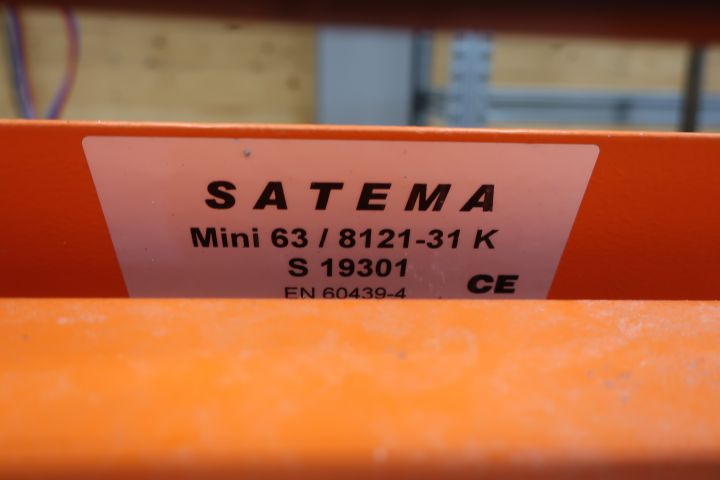 SATEMA
Mini 63 / 8121-31 K
S 19301
CE
EN 60439-4